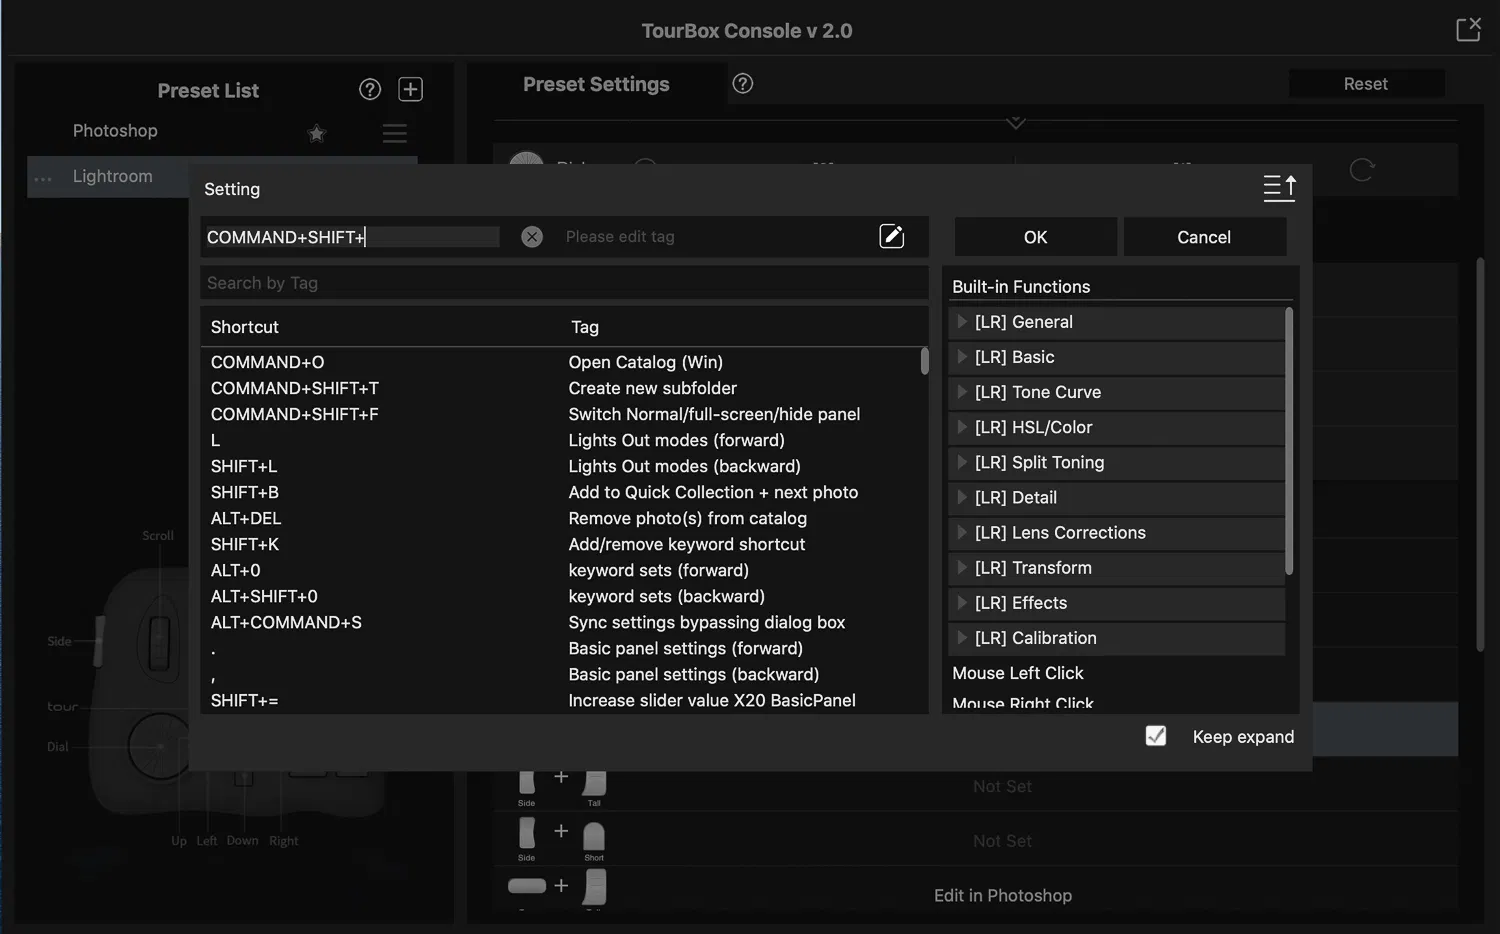 TourBox Console v 2.0
Preset List
Photoshop
Lightroom
Preset Settings
Reset
Setting
COMMAND+SHIFT+
Please edit tag
OK
Cancel
Search by Tag
Shortcut Tag
COMMAND+O Open Catalog (Win)
COMMAND+SHIFT+T Create new subfolder
COMMAND+SHIFT+F Switch Normal/full-screen/hide panel
L Lights Out modes (forward)
SHIFT+L Lights Out modes (backward)
SHIFT+B Add to Quick Collection + next photo
ALT+DEL Remove photo(s) from catalog
SHIFT+K Add/remove keyword shortcut
ALT+0 keyword sets (forward)
ALT+SHIFT+0 keyword sets (backward)
ALT+COMMAND+S Sync settings bypassing dialog box
. Basic panel settings (forward)
, Basic panel settings (backward)
SHIFT+= Increase slider value X20 BasicPanel
Built-in Functions
[LR] General
[LR] Basic
[LR] Tone Curve
[LR] HSL/Color
[LR] Split Toning
[LR] Detail
[LR] Lens Corrections
[LR] Transform
[LR] Effects
[LR] Calibration
Mouse Left Click
Mouse Right Click
Keep expand
Scroll
Side
tour
Dial
Up Left Down Right
+
Side Tall
Not Set
+
Side Short
Not Set
+
Edit in Photoshop